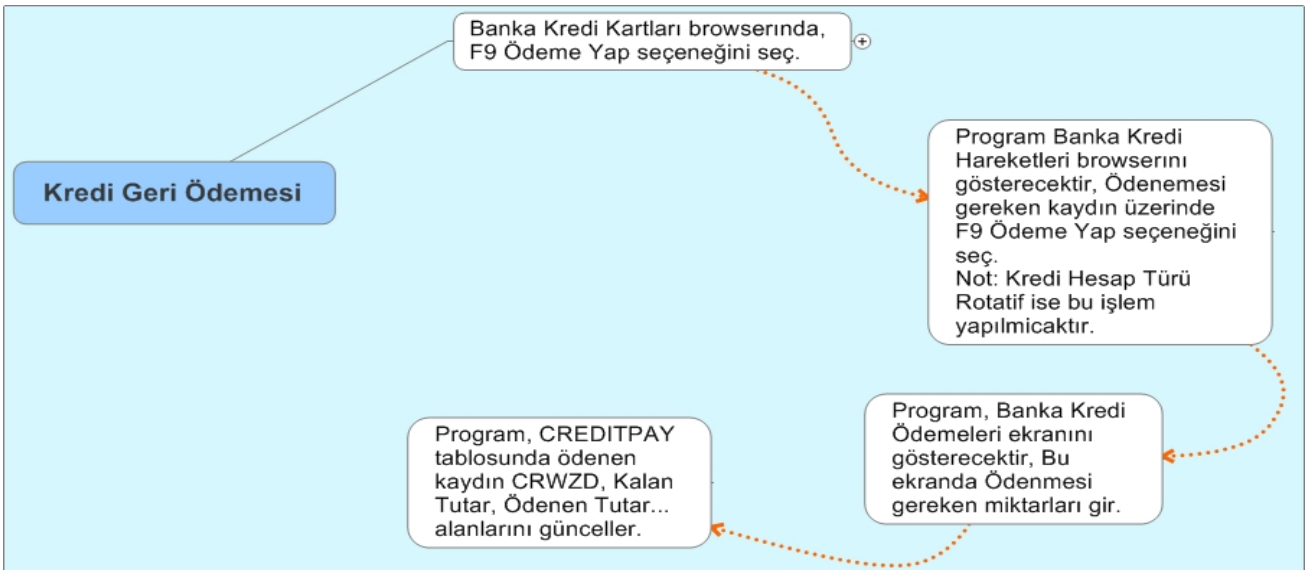 Banka Kredi Kartları browserında,
F9 Ödeme Yap seçeneğini seç.
Kredi Geri Ödemesi
Program Banka Kredi
Hareketleri browserını
gösterecektir, Ödenemesi
gereken kaydın üzerinde
F9 Ödeme Yap seçeneğini
seç.
Not: Kredi Hesap Türü
Rotatif ise bu işlem
yapılmicaktır.
Program, Banka Kredi
Ödemeleri ekranını
gösterecektir, Bu
ekranda Ödenmesi
gereken miktarları gir.
Program, CREDITPAY
tablosunda ödenen
kaydın CRWZD, Kalan
Tutar, Ödenen Tutar...
alanlarını günceller.